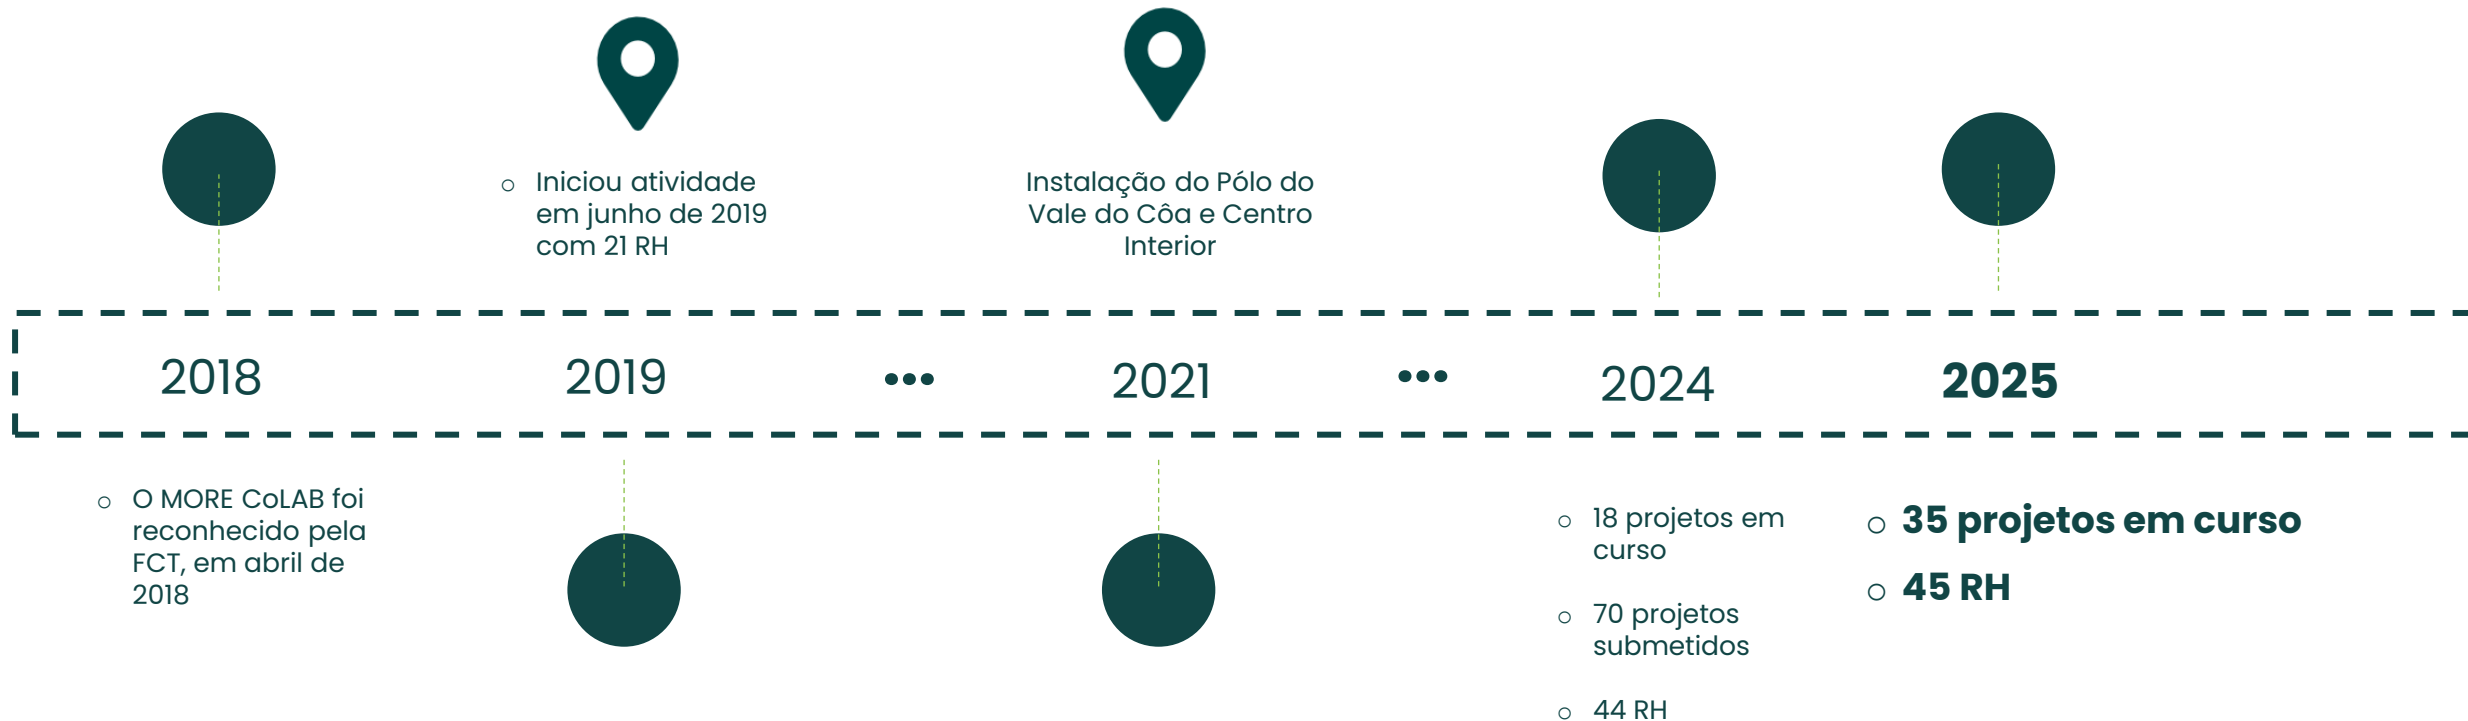 Iniciou atividade
em junho de 2019
com 21 RH
Instalação do Pólo do
Vale do Côa e Centro
Interior
2018
2019
•••
2021
•••
2024
2025
O MORE CoLAB foi
reconhecido pela
FCT, em abril de
2018
18 projetos em
curso
70 projetos
submetidos
44 RH
35 projetos em curso
45 RH